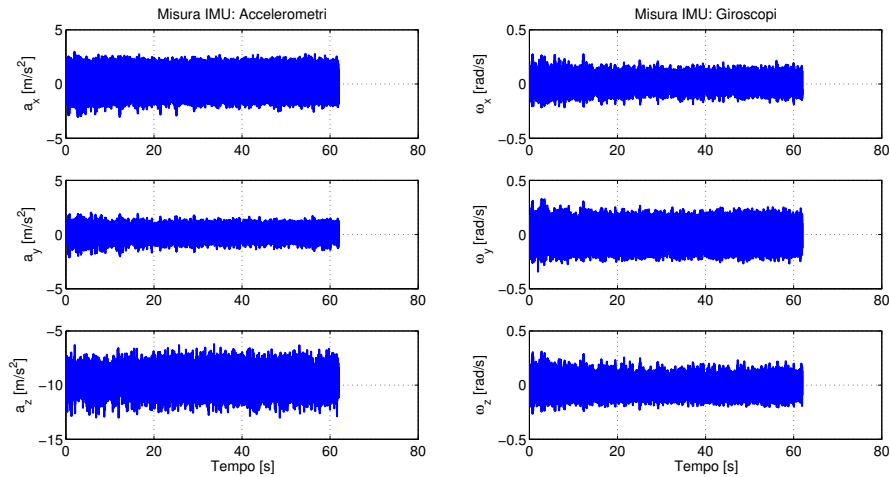 Misura IMU: Accelerometri
5
0
−5
0 20 40 60 80
a_x [m/s²]
5
0
−5
0 20 40 60 80
a_y [m/s²]
−5
−10
−15
0 20 40 60 80
a_z [m/s²]
Tempo [s]
Misura IMU: Giroscopi
0.5
0
−0.5
0 20 40 60 80
ω_x [rad/s]
0.5
0
−0.5
0 20 40 60 80
ω_y [rad/s]
0.5
0
−0.5
0 20 40 60 80
ω_z [rad/s]
Tempo [s]